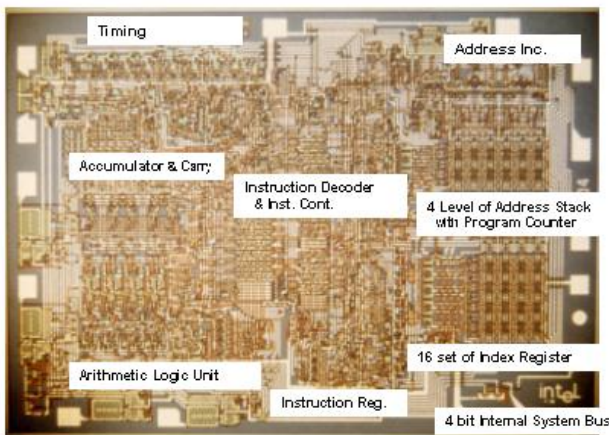 Timing
Address Inc.
Accumulator & Carry
Instruction Decoder
& Inst. Cont.
4 Level of Address Stack
with Program Counter
16 set of Index Register
Arithmetic Logic Unit
Instruction Reg.
intel
4 bit Internal System Bus